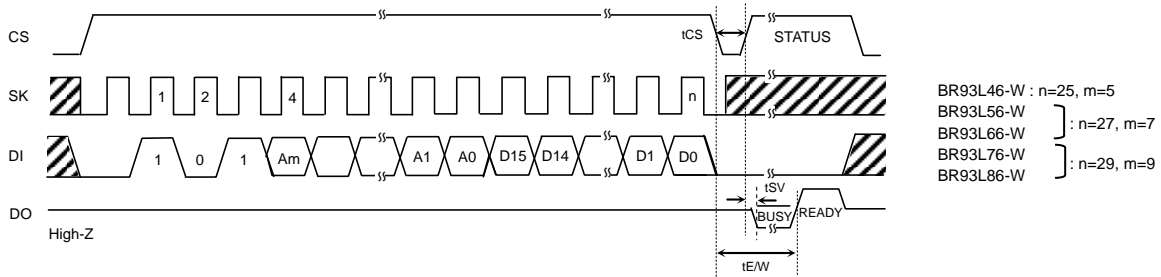 CS
tCS
STATUS
SK
1 2 4 n
DI
1 0 1 Am A1 A0 D15 D14 D1 D0
tSV
DO
BUSY READY
High-Z
tE/W
BR93L46-W : n=25, m=5
BR93L56-W
BR93L66-W
: n=27, m=7
BR93L76-W
BR93L86-W
: n=29, m=9